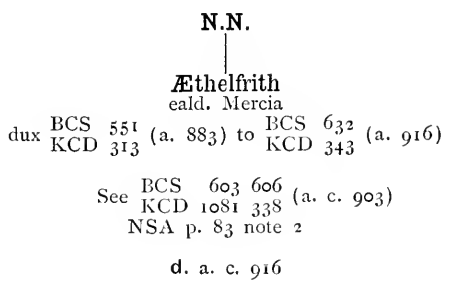 N.N.
Æthelfrith
eald. Mercia
dux BCS 551 KCD 313 (a. 883) to BCS 632 KCD 343 (a. 916)
See BCS 603 606 KCD 1081 338 (a. c. 903)
NSA p. 83 note 2
d. a. c. 916